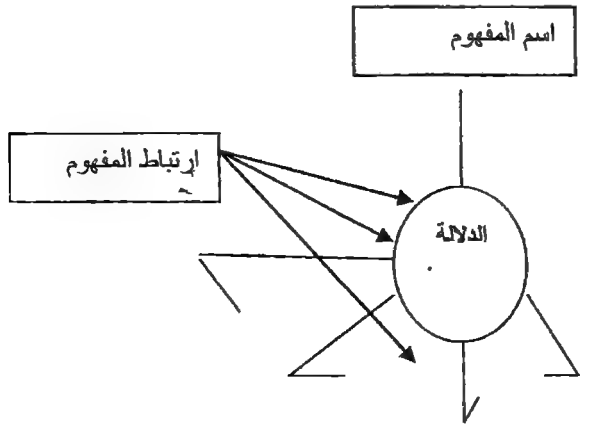 اسم المفهوم
إرتباط المفهوم
الدلالة